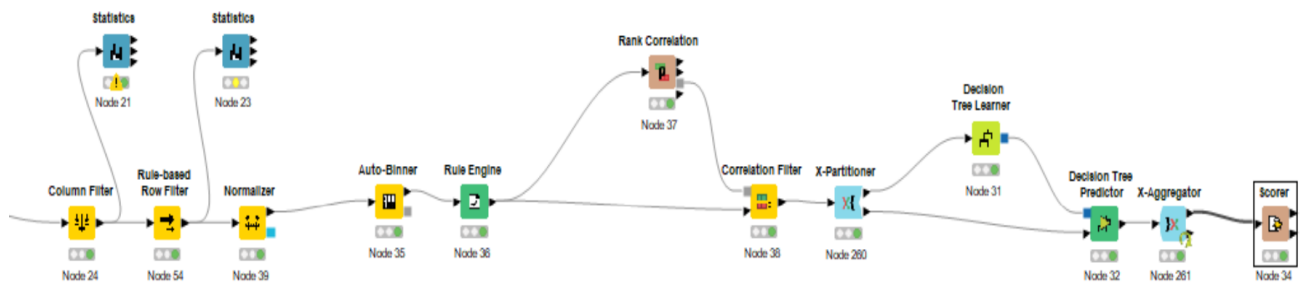 Statistics
Node 21
Statistics
Node 23
Column Filter
Node 24
Rule-based
Row Filter
Node 54
Normalizer
Node 39
Auto-Binner
Node 35
Rule Engine
Node 36
Rank Correlation
Node 37
Correlation Filter
Node 38
X-Partitioner
Node 260
Decision
Tree Learner
Node 31
Decision Tree
Predictor
Node 32
X-Aggregator
Node 261
Scorer
Node 34